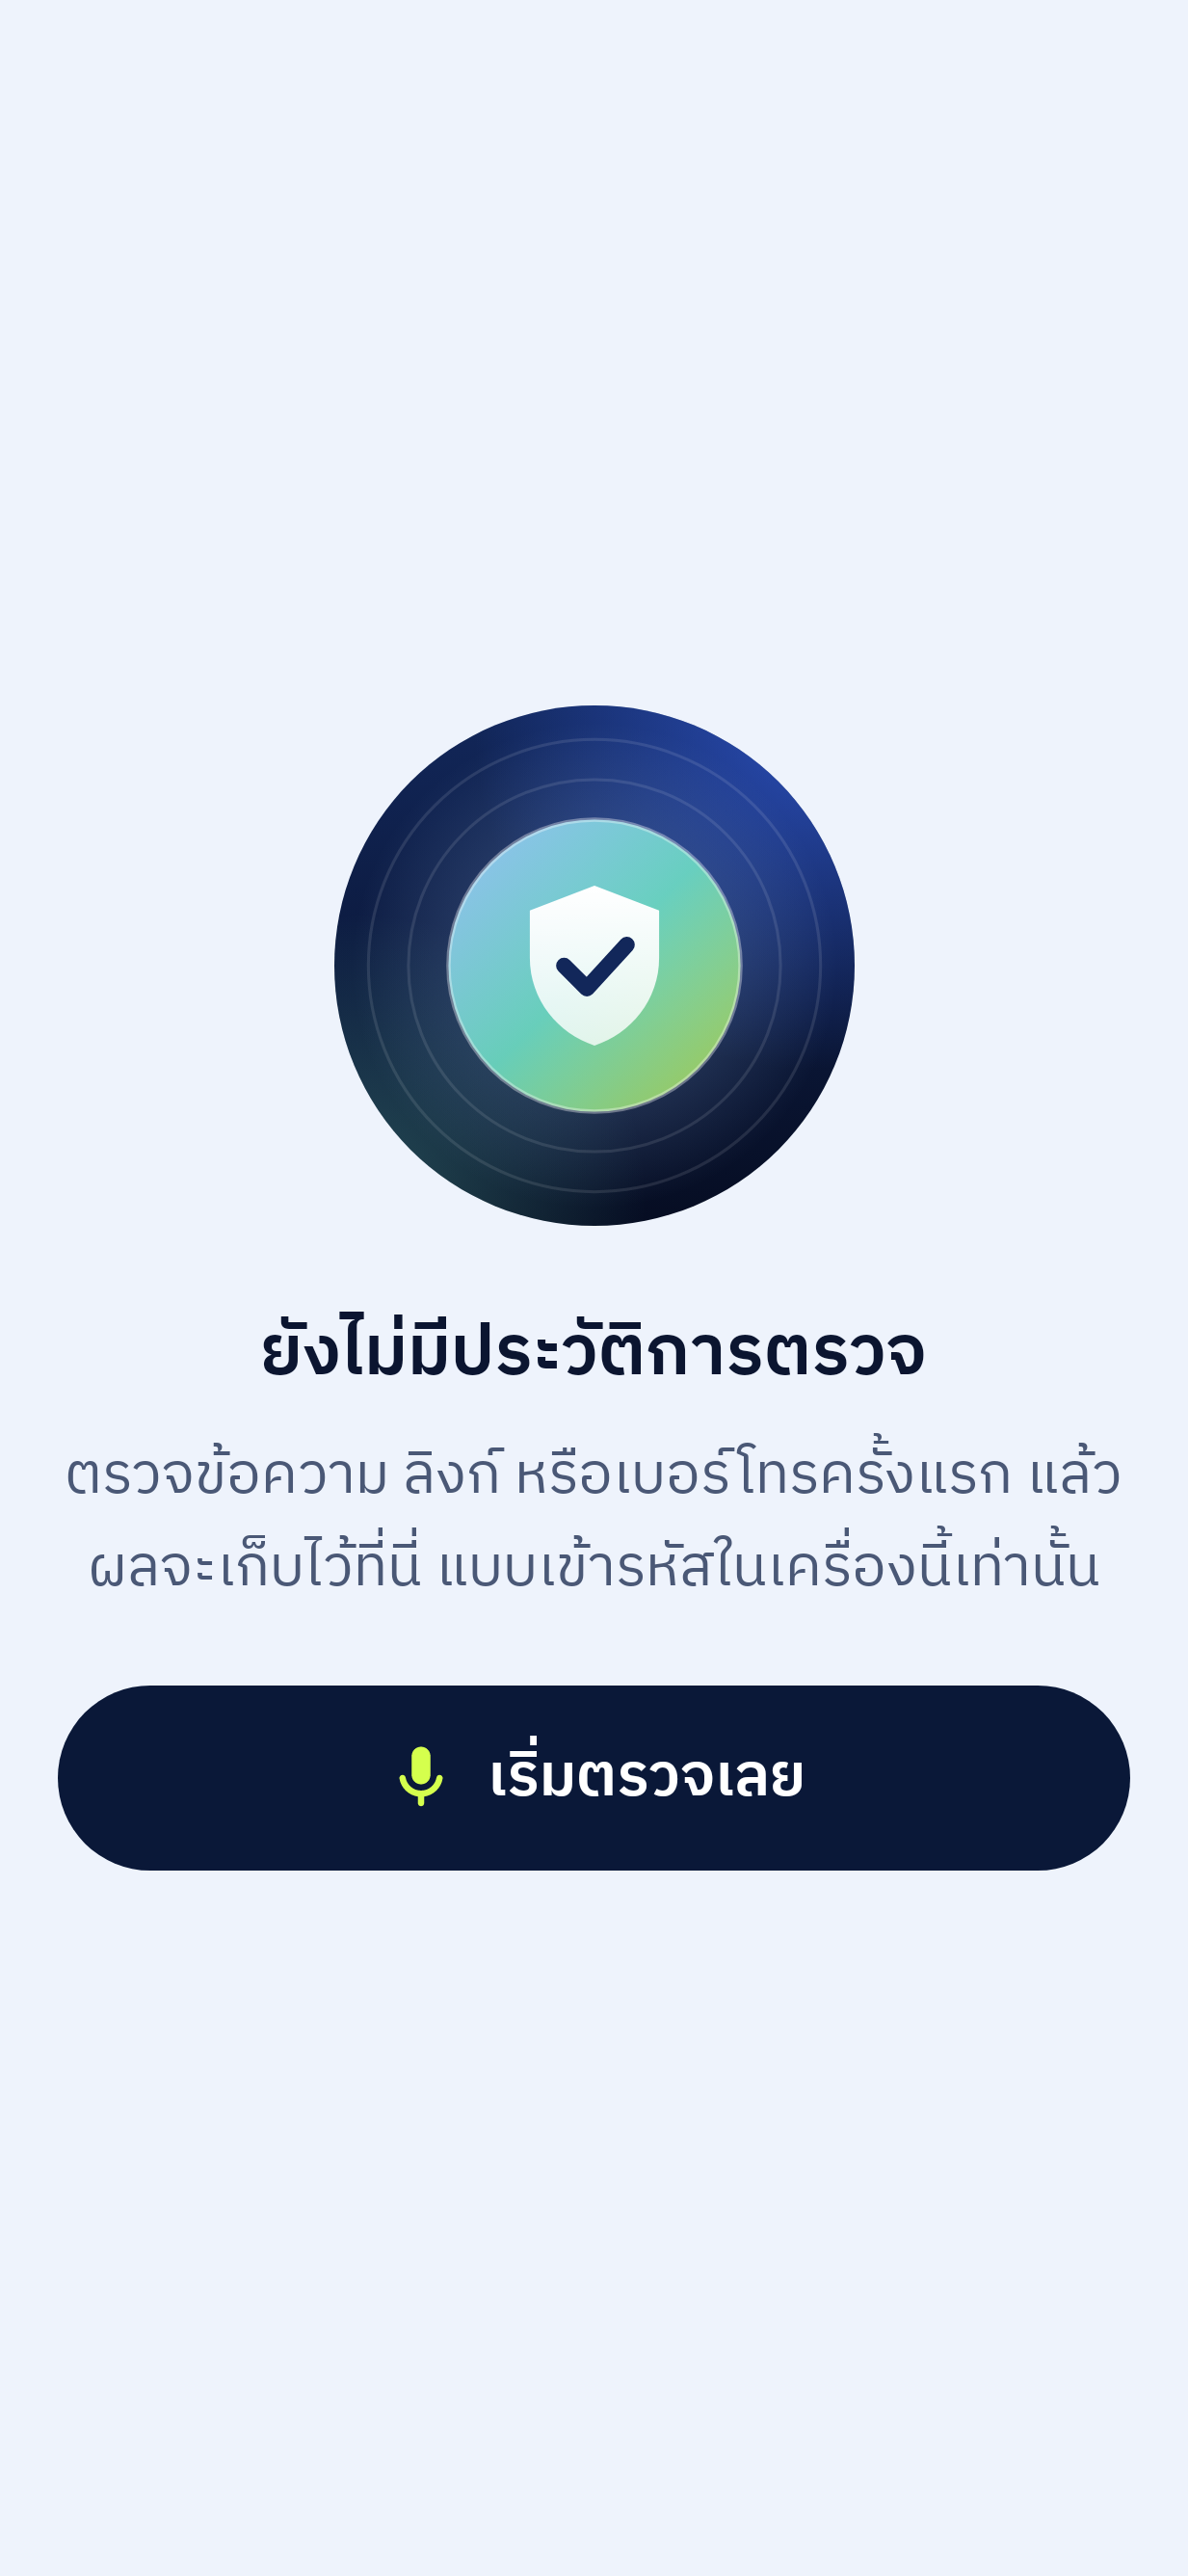 ยังไม่มีประวัติการตรวจ
ตรวจข้อความ ลิงก์ หรือเบอร์โทรครั้งแรก แล้ว
ผลจะเก็บไว้ที่นี่ แบบเข้ารหัสในเครื่องนี้เท่านั้น
เริ่มตรวจเลย